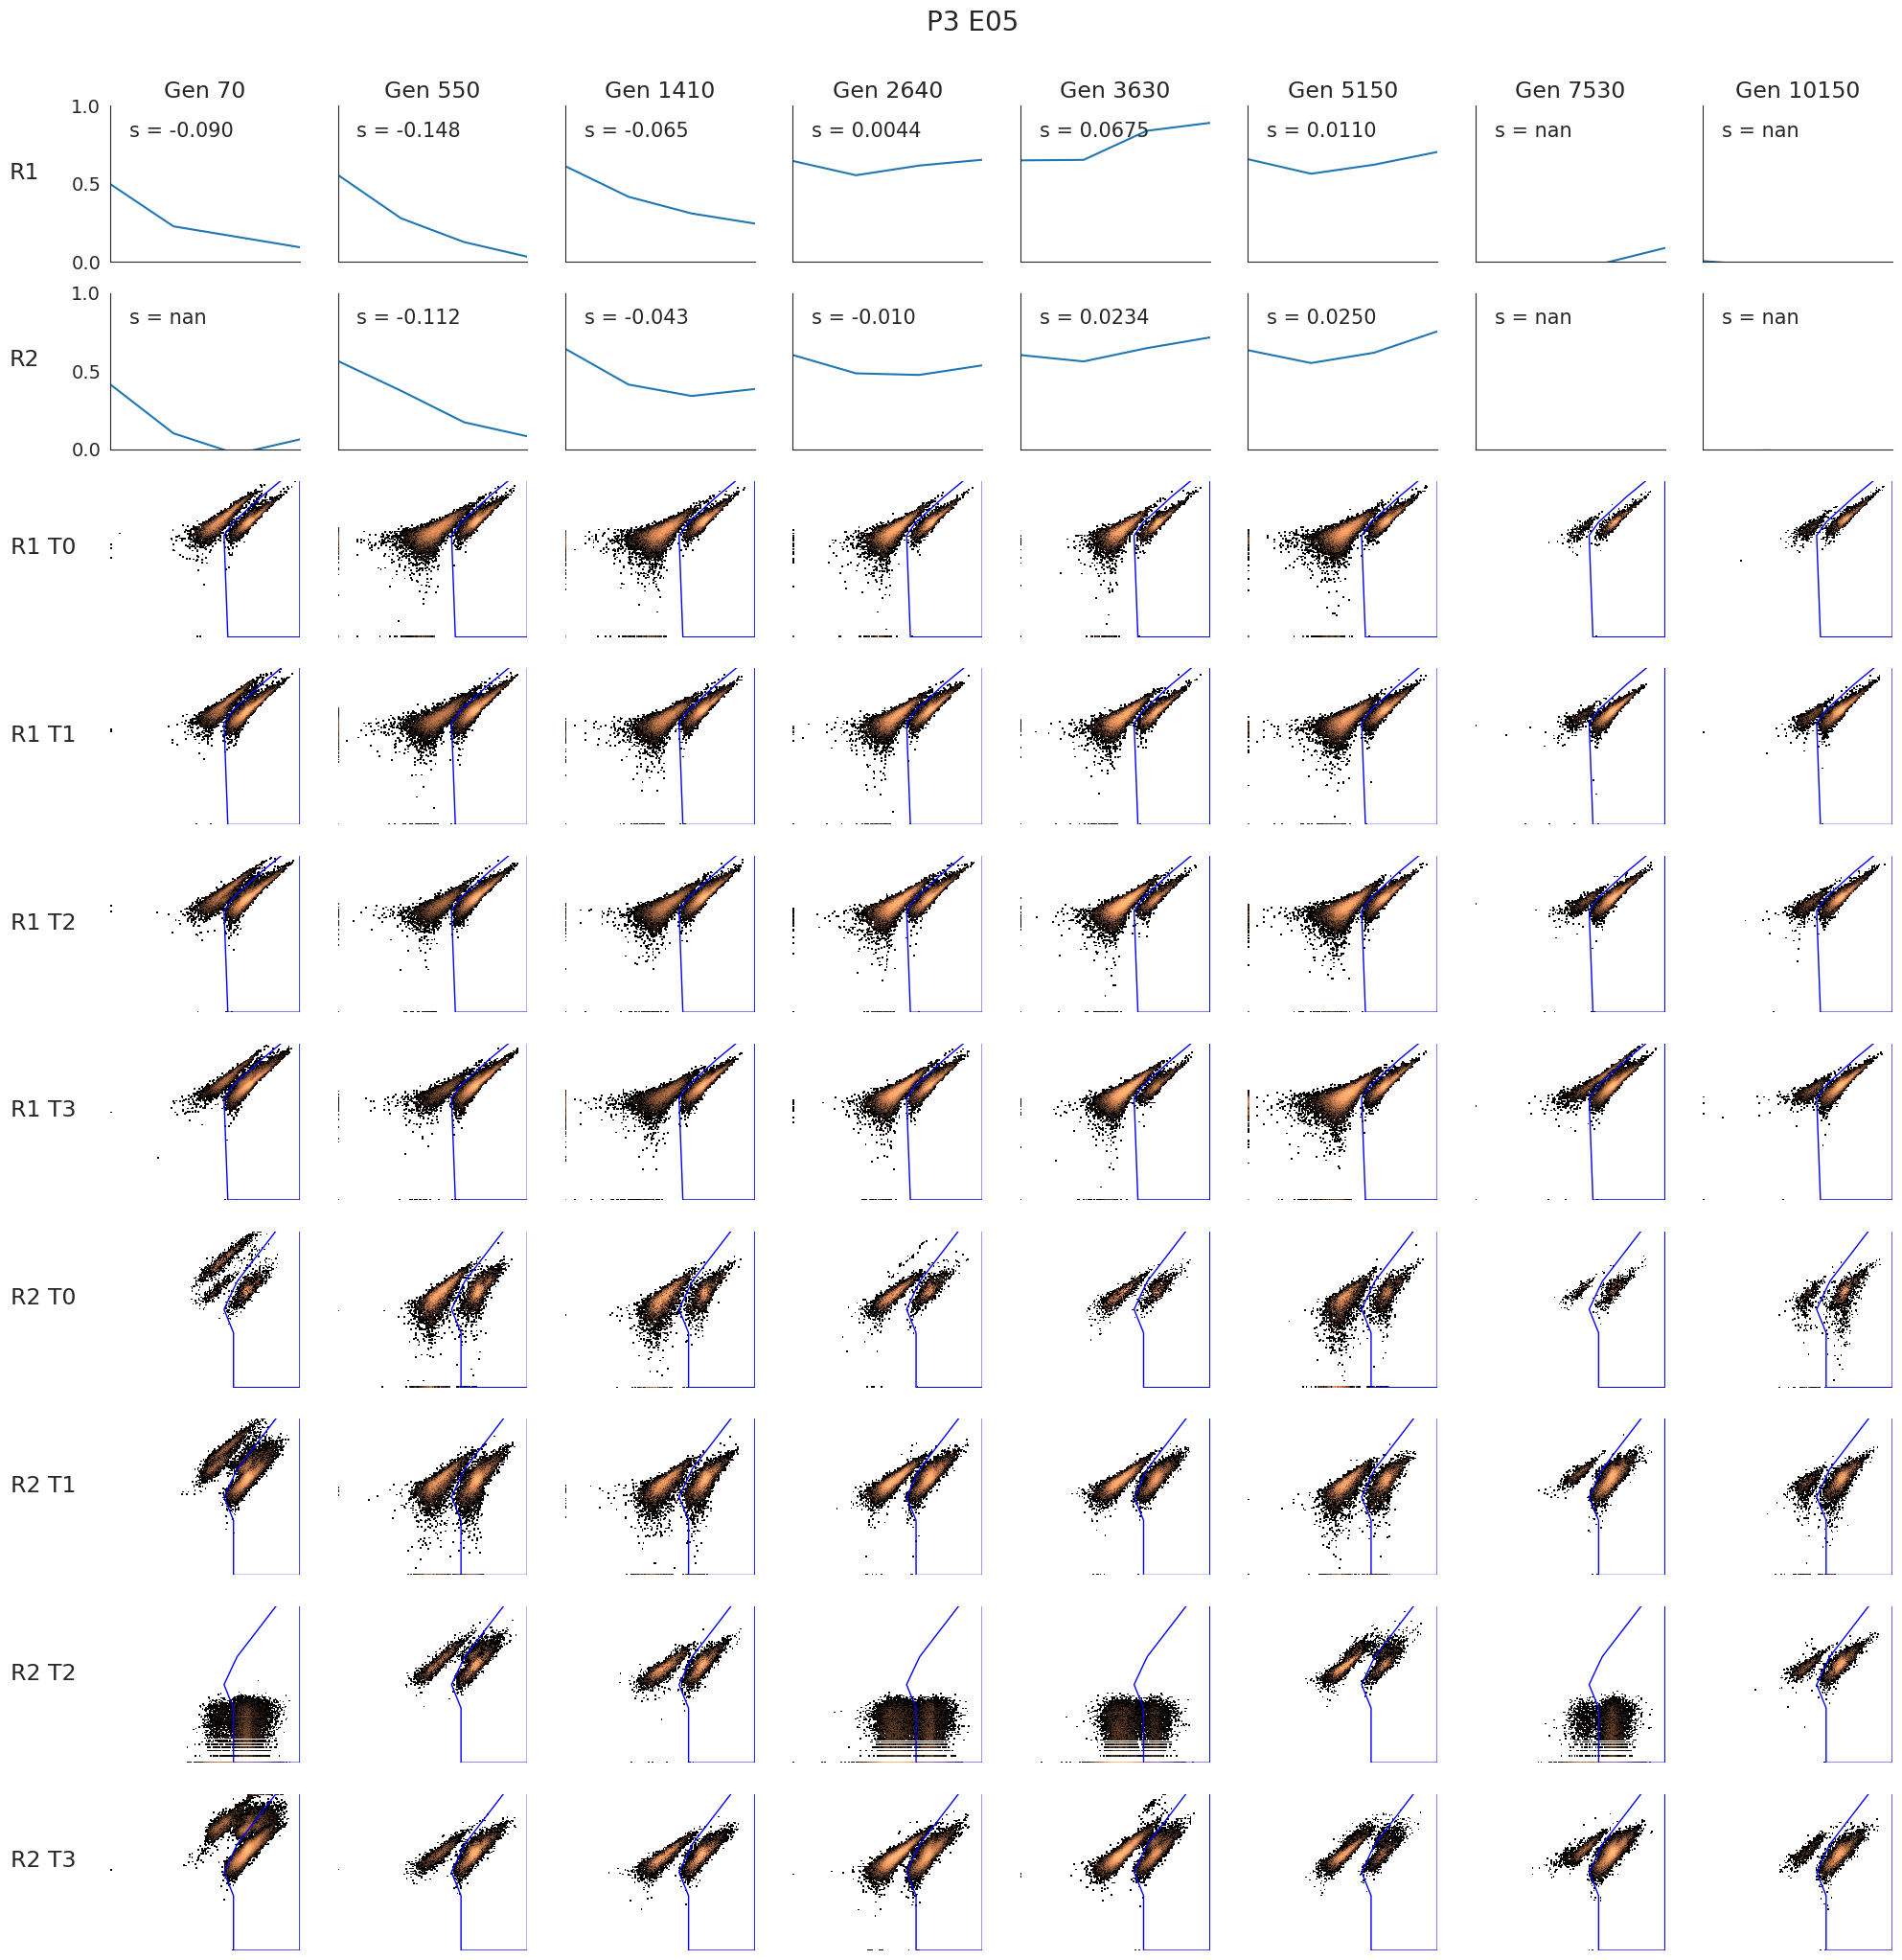 P3 E05
Gen 70 Gen 550 Gen 1410 Gen 2640 Gen 3630 Gen 5150 Gen 7530 Gen 10150
1.0
s = -0.090 s = -0.148 s = -0.065 s = 0.0044 s = 0.0675 s = 0.0110 s = nan s = nan
R1
0.5
0.0
1.0
s = nan s = -0.112 s = -0.043 s = -0.010 s = 0.0234 s = 0.0250 s = nan s = nan
R2
0.5
0.0
R1 T0
R1 T1
R1 T2
R1 T3
R2 T0
R2 T1
R2 T2
R2 T3